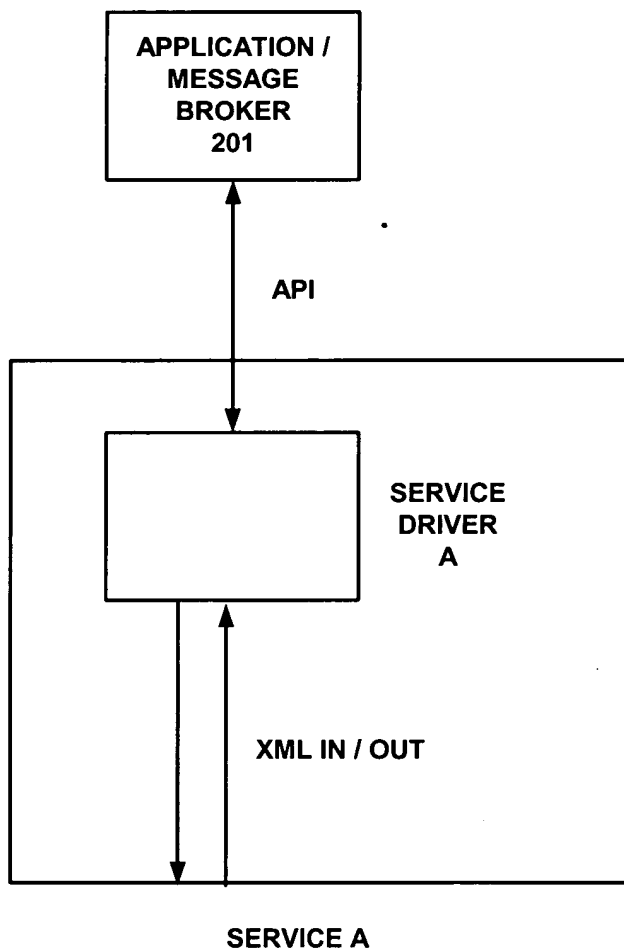 APPLICATION /
MESSAGE
BROKER
201
API
SERVICE
DRIVER
A
XML IN / OUT
SERVICE A